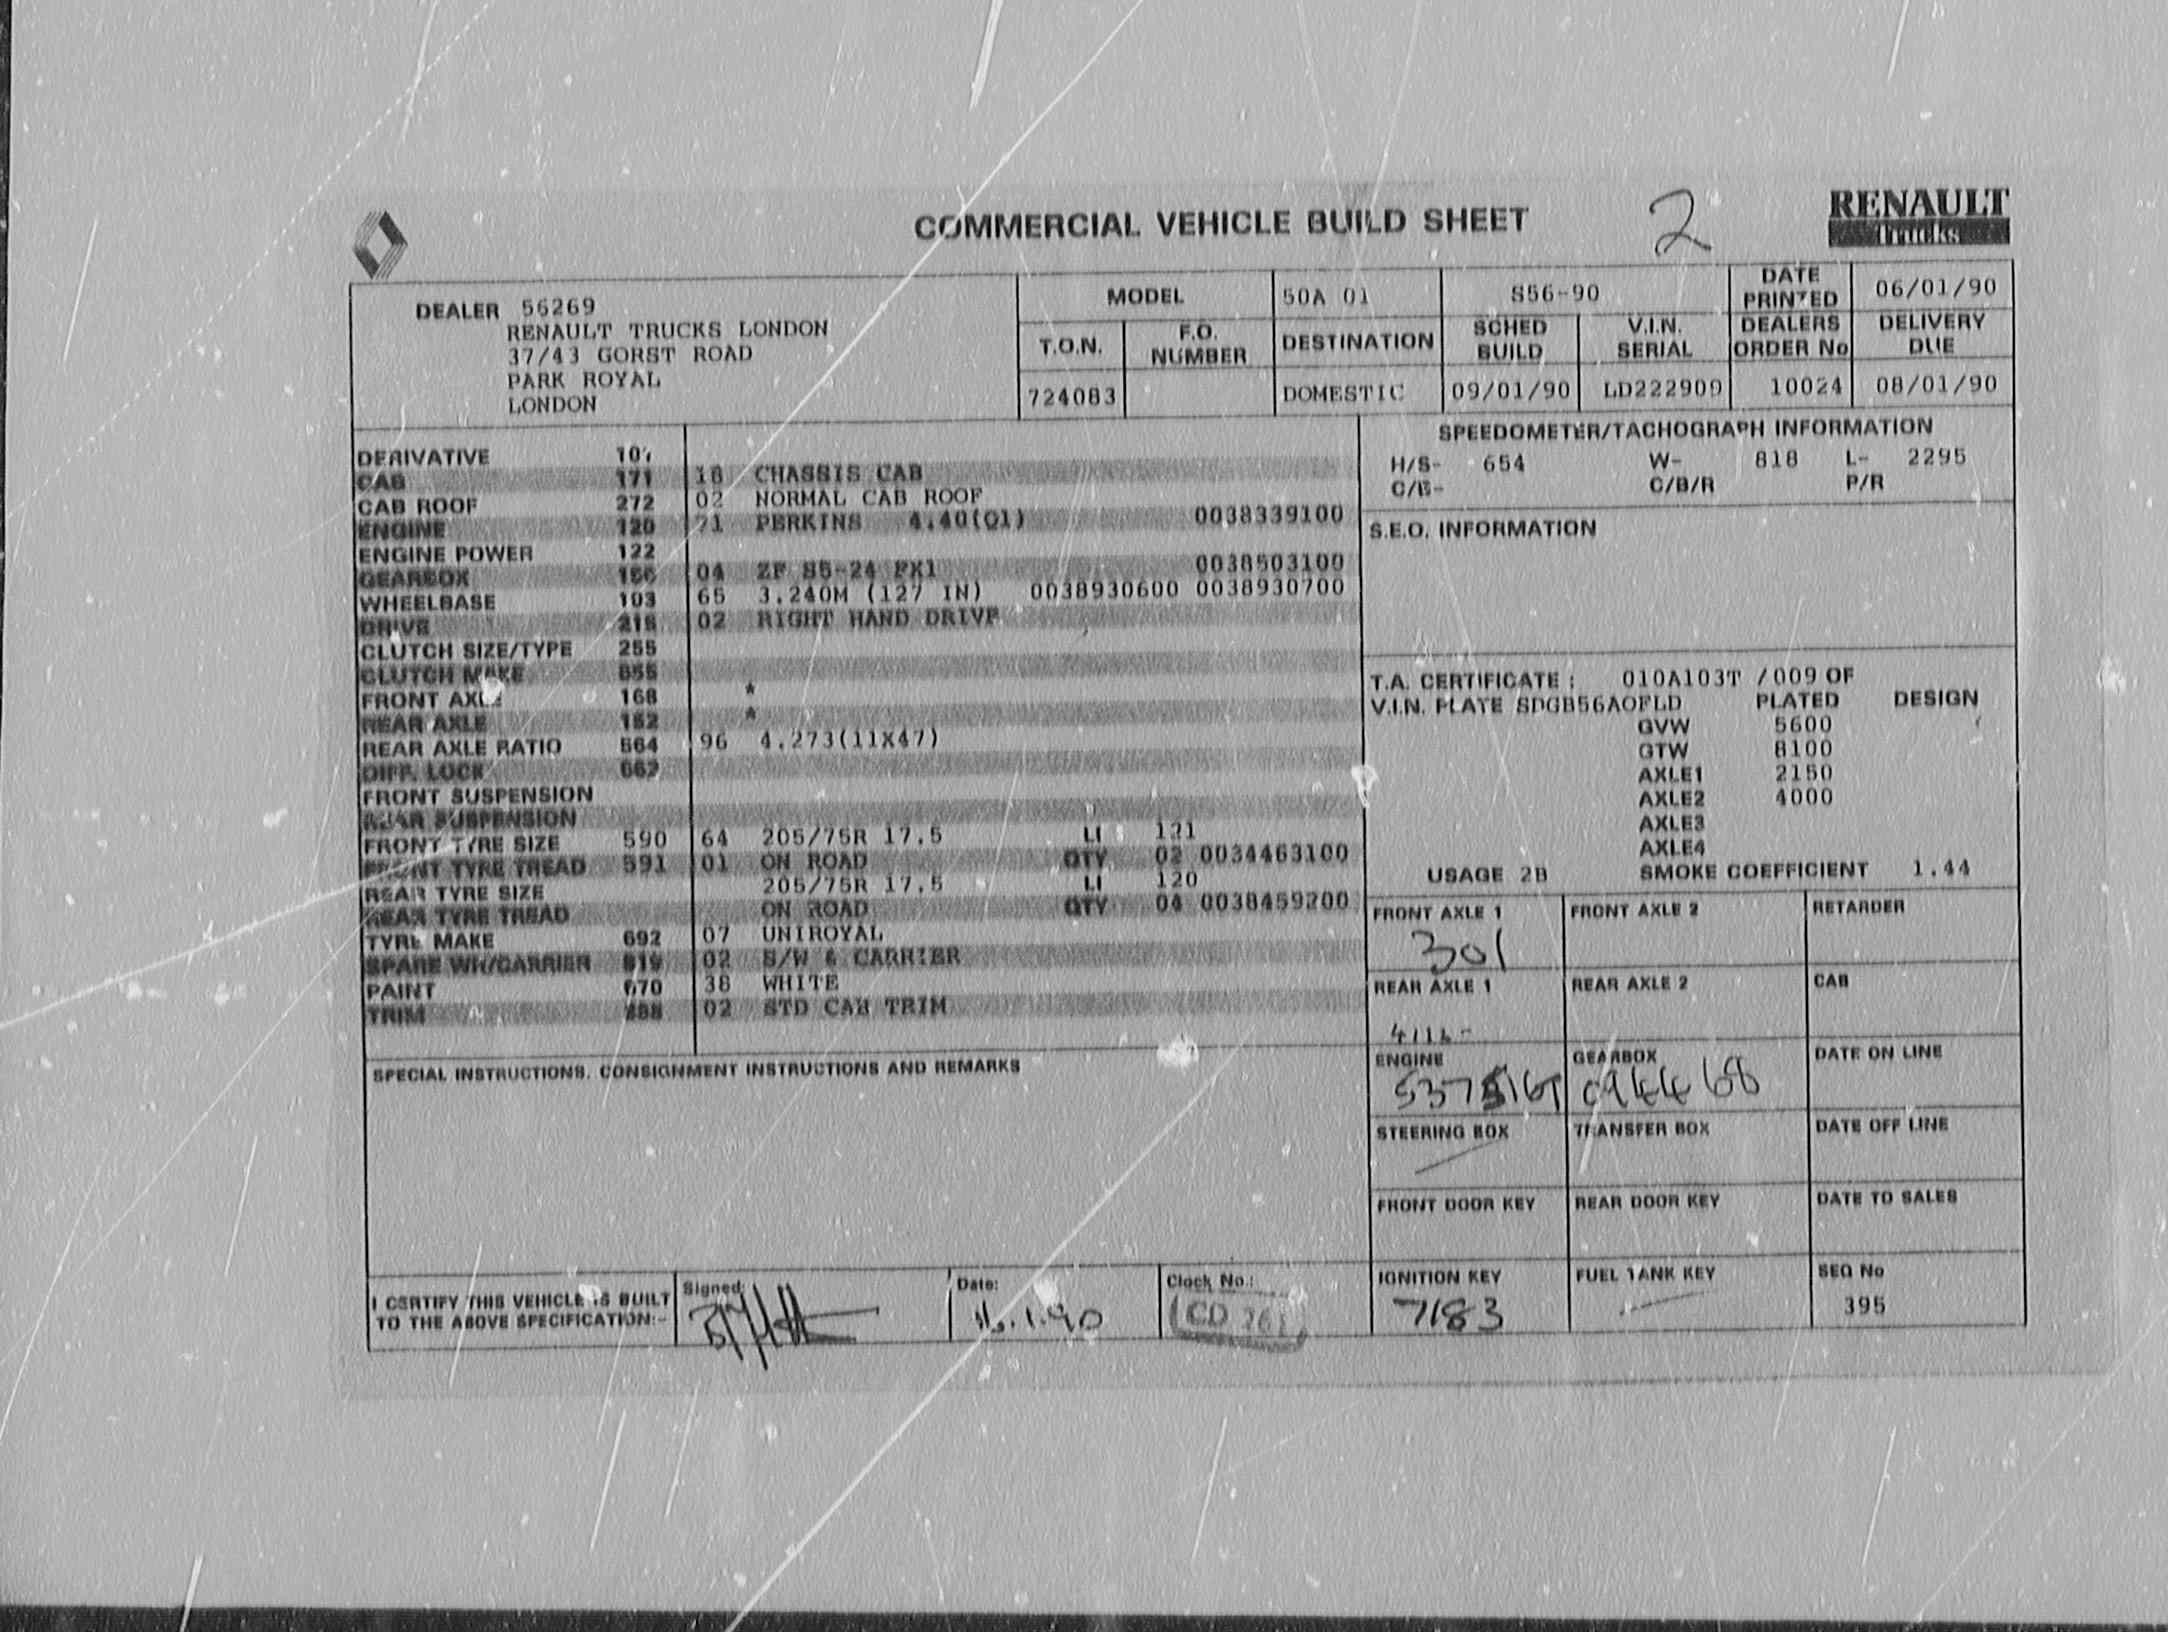 COMMERCIAL VEHICLE BUILD SHEET 2 RENAULT Trucks
DEALER 56269
RENAULT TRUCKS LONDON
37/43 GORST ROAD
PARK ROYAL
LONDON
MODEL 50A 01 S56-90 DATE PRINTED 06/01/90
T.O.N. F.O. NUMBER DESTINATION SCHED BUILD V.I.N. SERIAL DEALERS ORDER No DELIVERY DUE
724083 DOMESTIC 09/01/90 LD222909 10024 08/01/90
DERIVATIVE
CAB 171 18 CHASSIS CAB
CAB ROOF 272 02 NORMAL CAB ROOF
ENGINE 120 71 PERKINS 4.40(Q1) 0038339100
ENGINE POWER 122
GEARBOX 04 ZF S5-24 FX1 0038503100
WHEELBASE 103 65 3.240M (127 IN) 0038930600 0038930700
DRIVE 02 RIGHT HAND DRIVE
CLUTCH SIZE/TYPE 255
CLUTCH MAKE
FRONT AXLE 168 *
REAR AXLE *
REAR AXLE RATIO 96 4.273(11X47)
DIFF. LOCK
FRONT SUSPENSION
REAR SUSPENSION
FRONT TYRE SIZE 590 64 205/75R 17.5 LI 121
FRONT TYRE TREAD 591 01 ON ROAD QTY 02 0034463100
REAR TYRE SIZE 205/75R 17.5 LI 120
REAR TYRE TREAD ON ROAD QTY 04 0038459200
TYRE MAKE 692 07 UNIROYAL
SPARE WH/CARRIER 02 S/W & CARRIER
PAINT 670 38 WHITE
TRIM 02 STD CAB TRIM
SPECIAL INSTRUCTIONS. CONSIGNMENT INSTRUCTIONS AND REMARKS
SPEEDOMETER/TACHOGRAPH INFORMATION
H/S- 654 W- 818 L- 2295
C/B- C/B/R P/R
S.E.O. INFORMATION
T.A. CERTIFICATE : 010A103T /009 OF
V.I.N. PLATE SDGB56AOFLD PLATED DESIGN
GVW 5600
GTW 8100
AXLE1 2150
AXLE2 4000
AXLE3
AXLE4
USAGE 2B SMOKE COEFFICIENT 1.44
FRONT AXLE 1 FRONT AXLE 2 RETARDER
301
REAR AXLE 1 REAR AXLE 2 CAB
ENGINE GEARBOX DATE ON LINE
STEERING BOX TRANSFER BOX DATE OFF LINE
FRONT DOOR KEY REAR DOOR KEY DATE TO SALES
IGNITION KEY FUEL TANK KEY SEQ No
7183 395
I CERTIFY THIS VEHICLE IS BUILT
TO THE ABOVE SPECIFICATION:-
Signed:
Date:
Clock No.:
CD 261